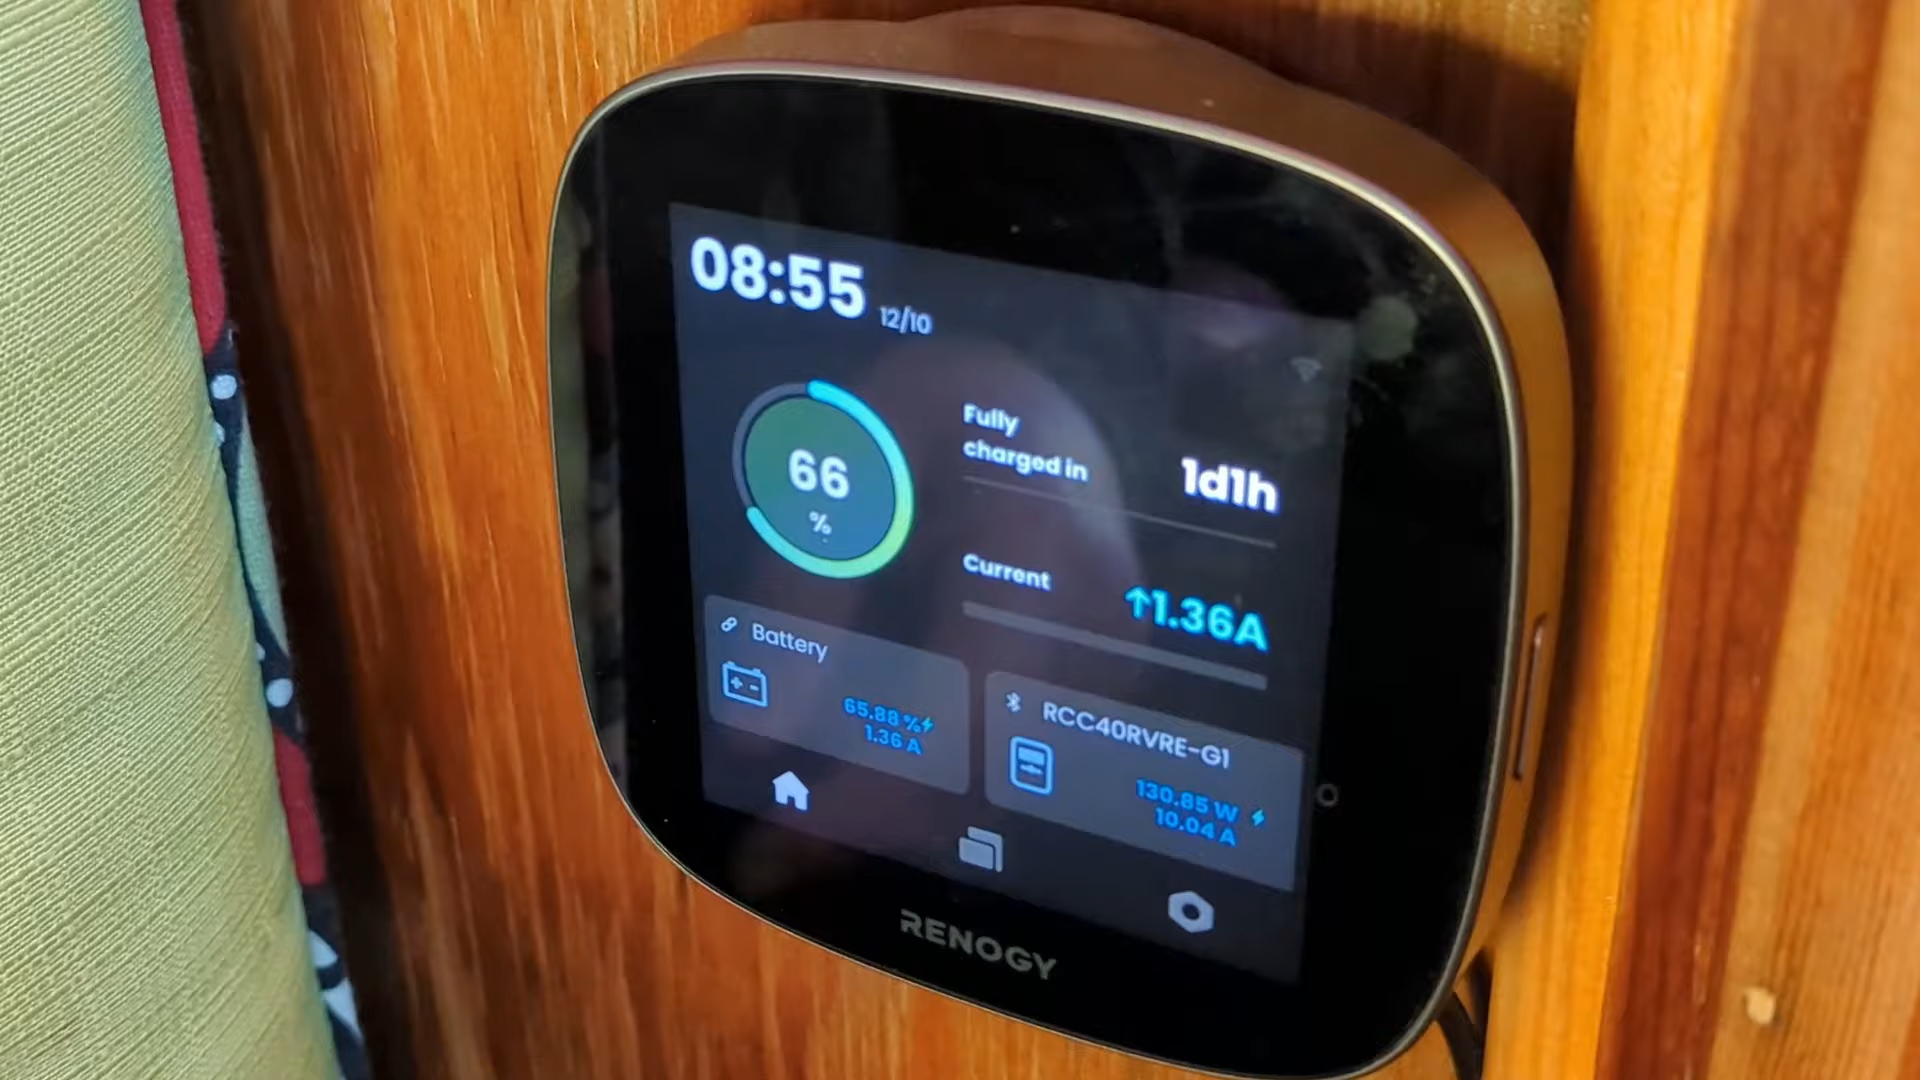 08:55 12/10
66
%
Fully
charged in 1d1h
Current ↑1.36A
Battery
65.88 %
1.36 A
RCC40RVRE-G1
130.85 W
10.04 A
RENOGY